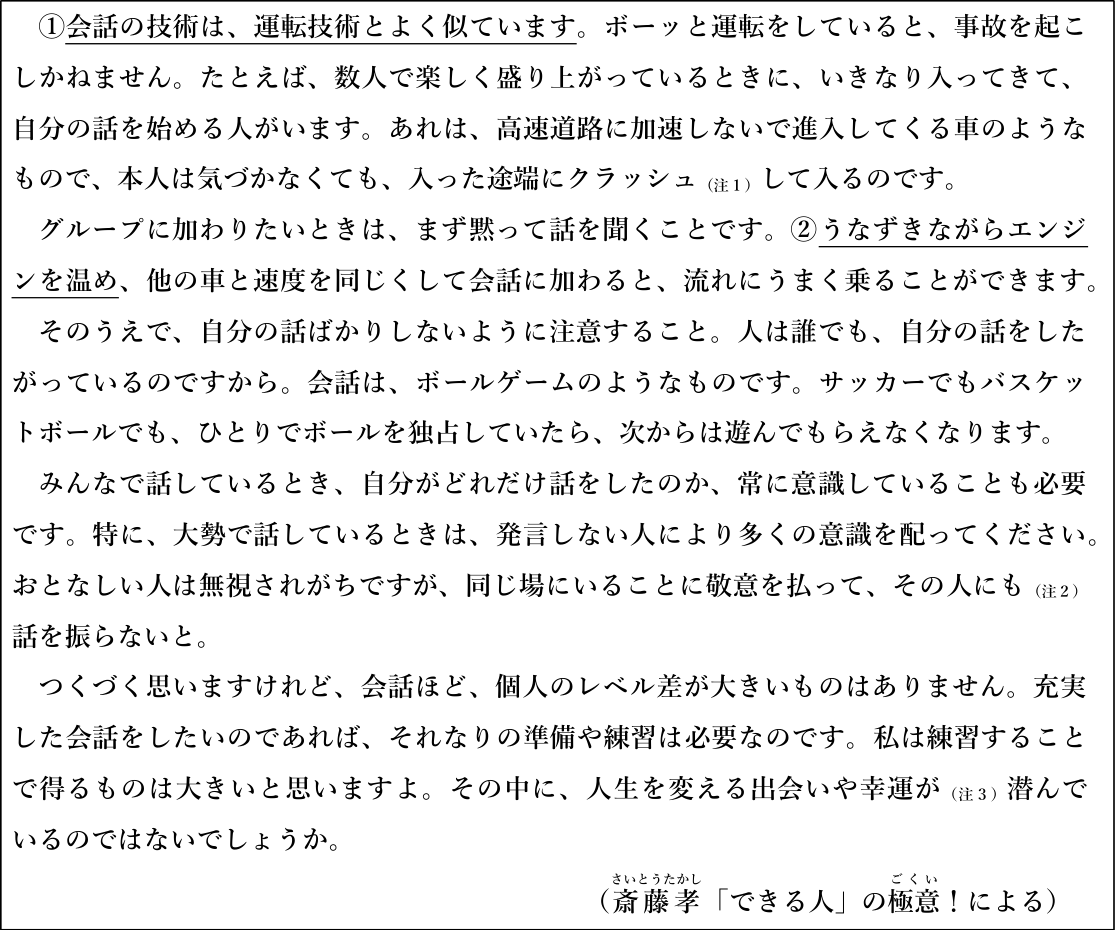 ①会話の技術は、運転技術とよく似ています。ボーッと運転をしていると、事故を起こ
しかねません。たとえば、数人で楽しく盛り上がっているときに、いきなり入ってきて、
自分の話を始める人がいます。あれは、高速道路に加速しないで進入してくる車のような
もので、本人は気づかなくても、入った途端にクラッシュ（注１）して入るのです。
グループに加わりたいときは、まず黙って話を聞くことです。②うなずきながらエンジ
ンを温め、他の車と速度を同じくして会話に加わると、流れにうまく乗ることができます。
そのうえで、自分の話ばかりしないように注意すること。人は誰でも、自分の話をした
がっているのですから。会話は、ボールゲームのようなものです。サッカーでもバスケッ
トボールでも、ひとりでボールを独占していたら、次からは遊んでもらえなくなります。
みんなで話しているとき、自分がどれだけ話をしたのか、常に意識していることも必要
です。特に、大勢で話しているときは、発言しない人により多くの意識を配ってください。
おとなしい人は無視されがちですが、同じ場にいることに敬意を払って、その人にも（注２）
話を振らないと。
つくづく思いますけれど、会話ほど、個人のレベル差が大きいものはありません。充実
した会話をしたいのであれば、それなりの準備や練習は必要なのです。私は練習すること
で得るものは大きいと思いますよ。その中に、人生を変える出会いや幸運が（注３）潜んで
いるのではないでしょうか。
さいとうたかし ごくい
（斎藤孝「できる人」の極意！による）